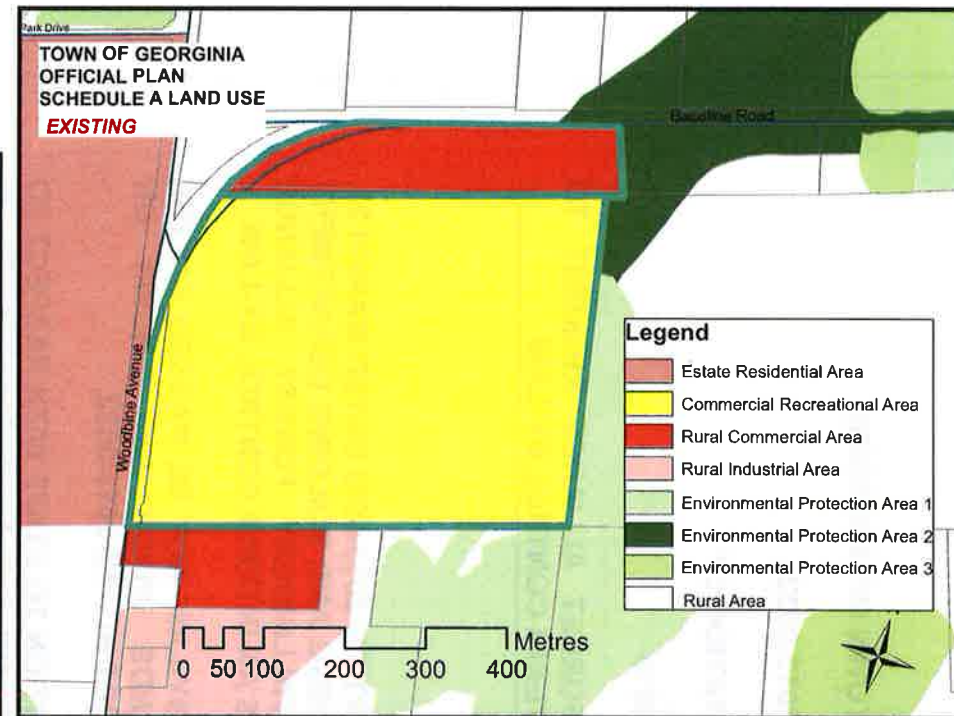 Park Drive
TOWN OF GEORGINIA
OFFICIAL PLAN
SCHEDULE A LAND USE
EXISTING
Baseline Road
Woodbine Avenue
Legend
Estate Residential Area
Commercial Recreational Area
Rural Commercial Area
Rural Industrial Area
Environmental Protection Area 1
Environmental Protection Area 2
Environmental Protection Area 3
Rural Area
Metres
0 50 100 200 300 400